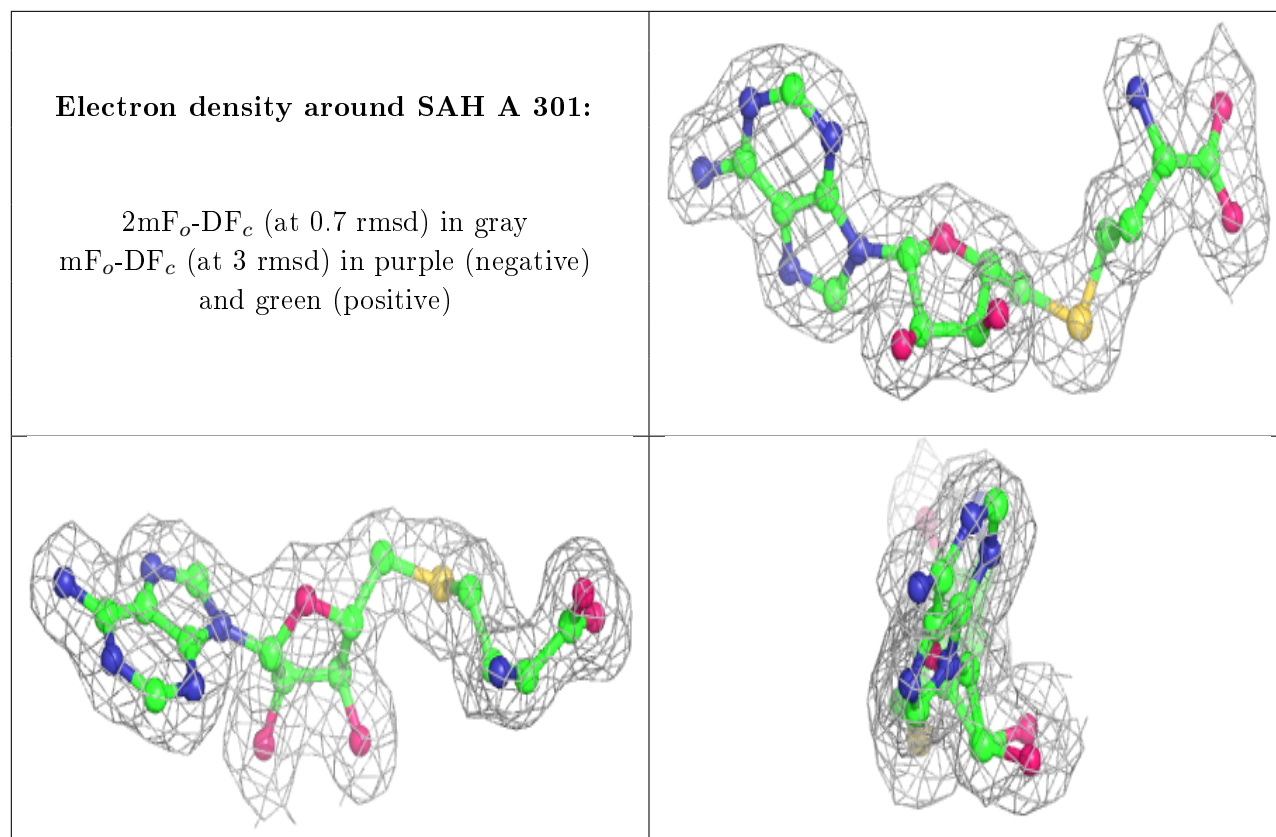 Electron density around SAH A 301:
2mFo-DFc (at 0.7 rmsd) in gray
mFo-DFc (at 3 rmsd) in purple (negative)
and green (positive)